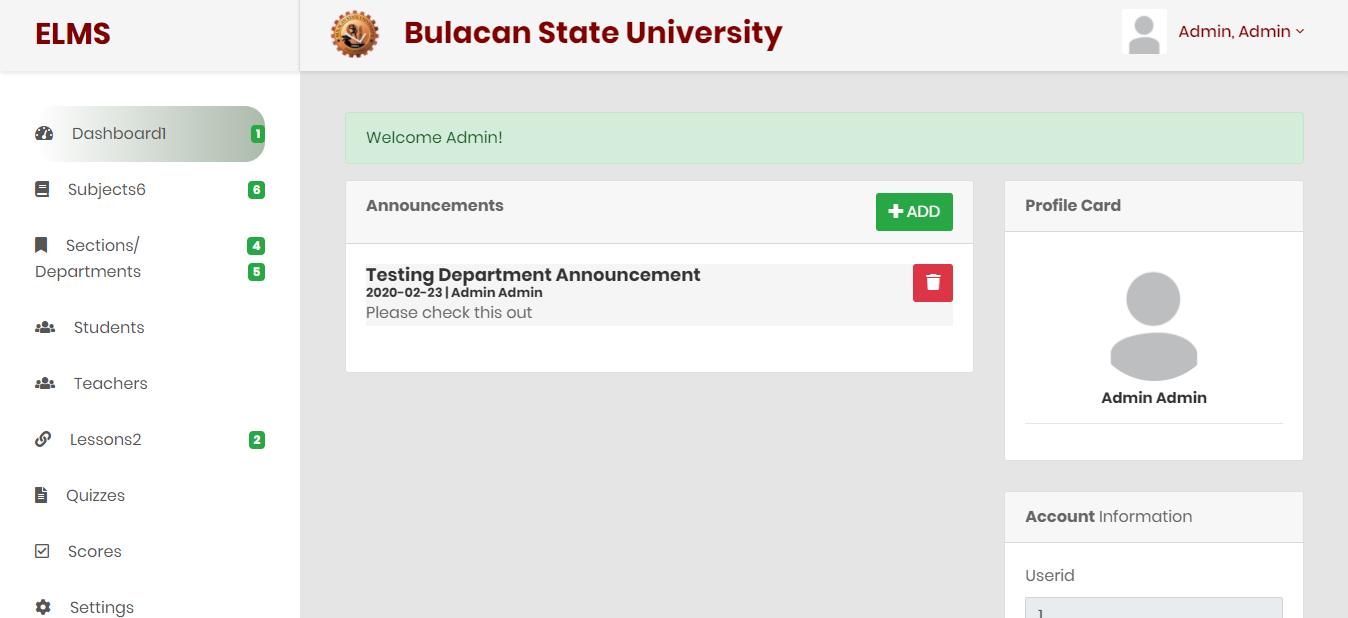 ELMS
Bulacan State University
Admin, Admin
Dashboard1
1
Subjects6
6
Sections/
4
Departments
5
Students
Teachers
Lessons2
2
Quizzes
Scores
Settings
Welcome Admin!
Announcements
ADD
Testing Department Announcement
2020-02-23 | Admin Admin
Please check this out
Profile Card
Admin Admin
Account Information
Userid
1